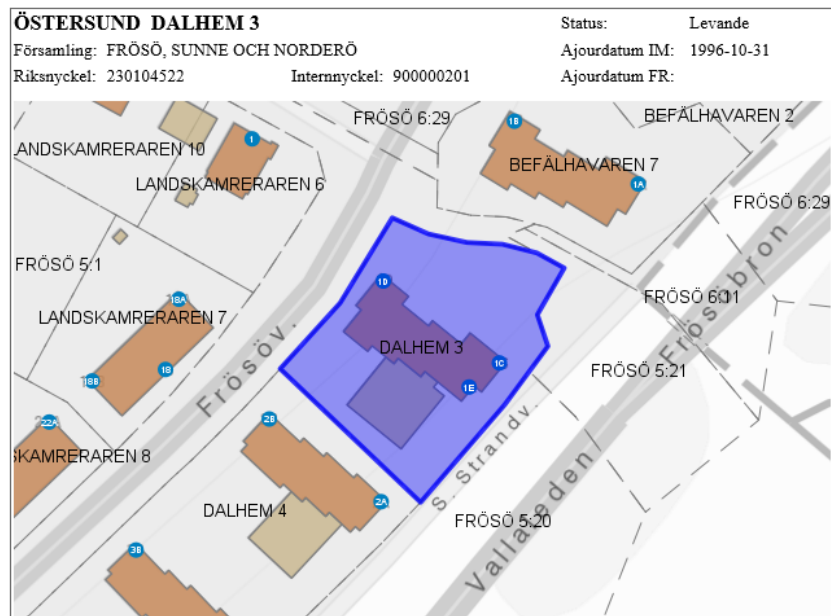 ÖSTERSUND DALHEM 3
Status: Levande
Församling: FRÖSÖ, SUNNE OCH NORDERÖ
Ajourdatum IM: 1996-10-31
Riksnyckel: 230104522 Internnyckel: 900000201
Ajourdatum FR:
FRÖSÖ 6:29
BEFÄLHAVAREN 2
1B
1
LANDSKAMRERAREN 10
BEFÄLHAVAREN 7
LANDSKAMRERAREN 6
1A
FRÖSÖ 6:29
FRÖSÖ 5:1
Frösöbron
1D
18A
FRÖSÖ 6:11
LANDSKAMRERAREN 7
Frösöv.
DALHEM 3
1C
18
18B
1E
FRÖSÖ 5:21
22A
2B
S. Strandv.
SKAMRERAREN 8
2A
DALHEM 4
FRÖSÖ 5:20
Vallaleden
3B